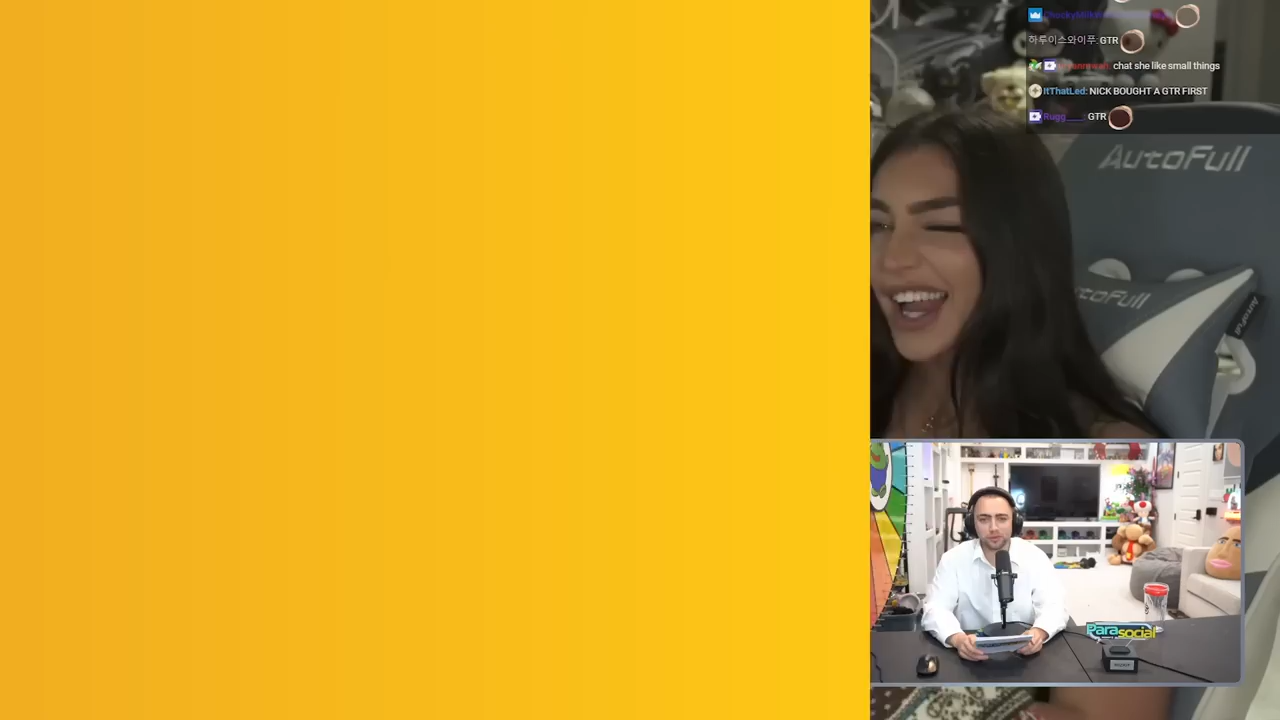 하루이스와이푸: GTR
chat she like small things
ItThatLed: NICK BOUGHT A GTR FIRST
Rugg____: GTR
AutoFull
AutoFull
Parasocial